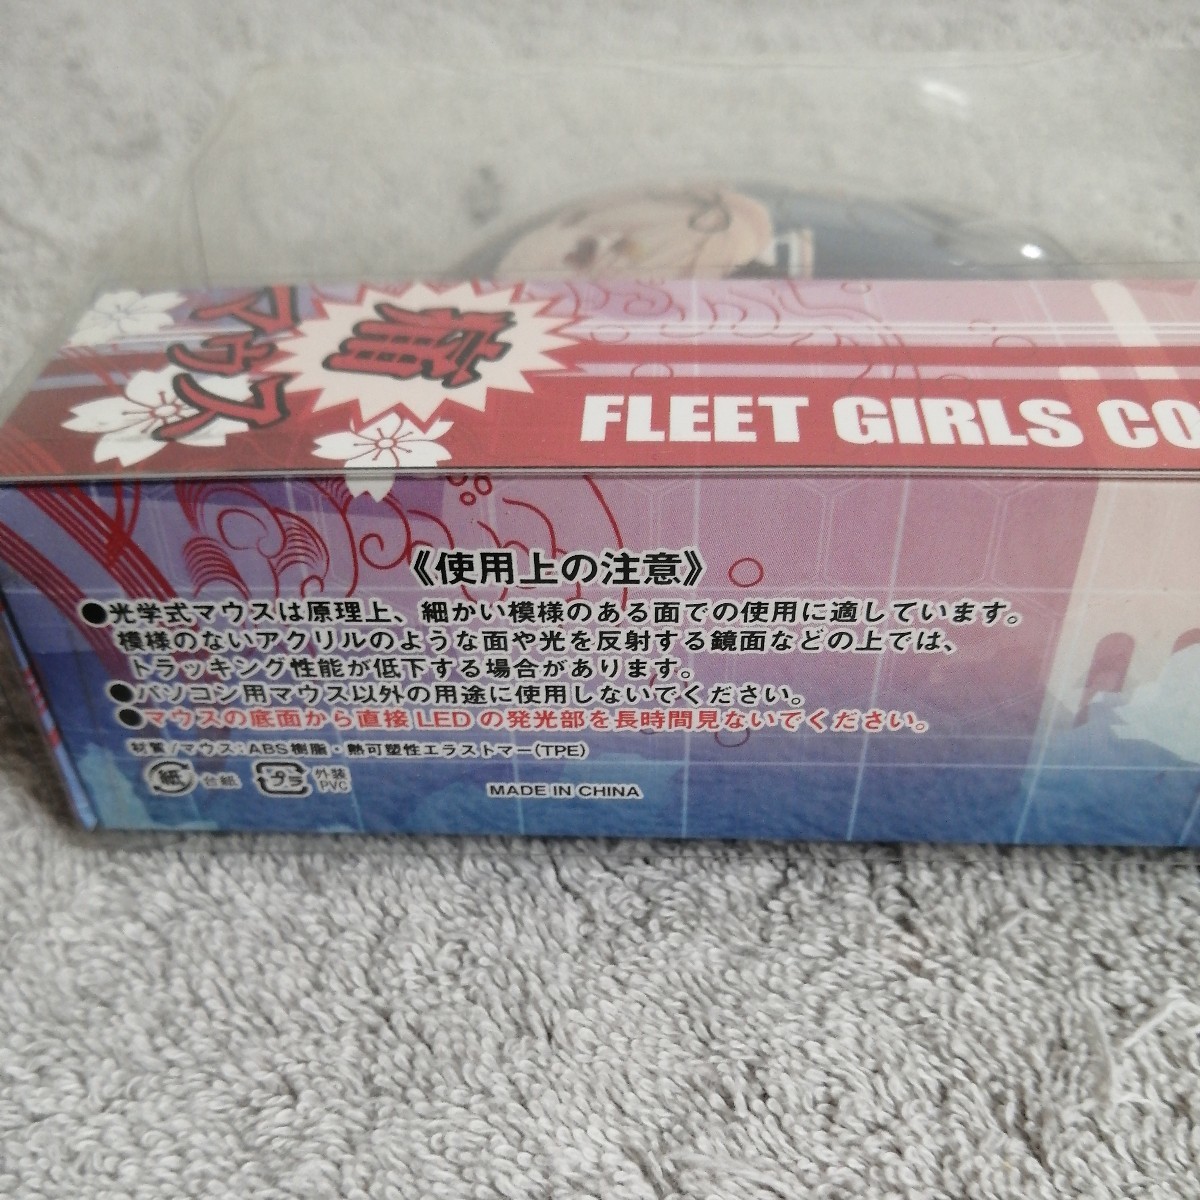 マウス
FLEET GIRLS CO
《使用上の注意》
●光学式マウスは原理上、細かい模様のある面での使用に適しています。
模様のないアクリルのような面や光を反射する鏡面などの上では、
トラッキング性能が低下する場合があります。
●パソコン用マウス以外の用途に使用しないでください。
●マウスの底面から直接LEDの発光部を長時間見ないでください。
材質/マウス:ABS樹脂・熱可塑性エラストマー(TPE)
紙 台紙 プラ 外装
PVC
MADE IN CHINA